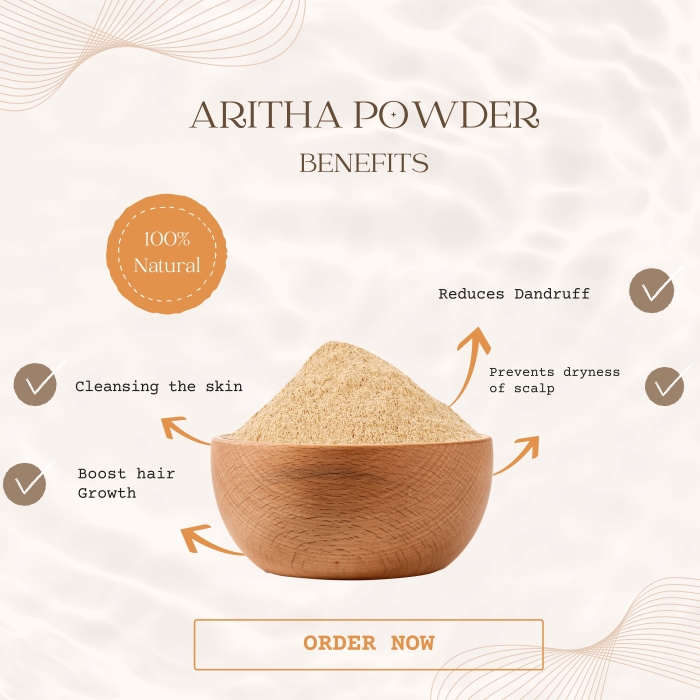 ARITHA POWDER
BENEFITS
100%
Natural
Reduces Dandruff
Prevents dryness
of scalp
Cleansing the skin
Boost hair
Growth
ORDER NOW